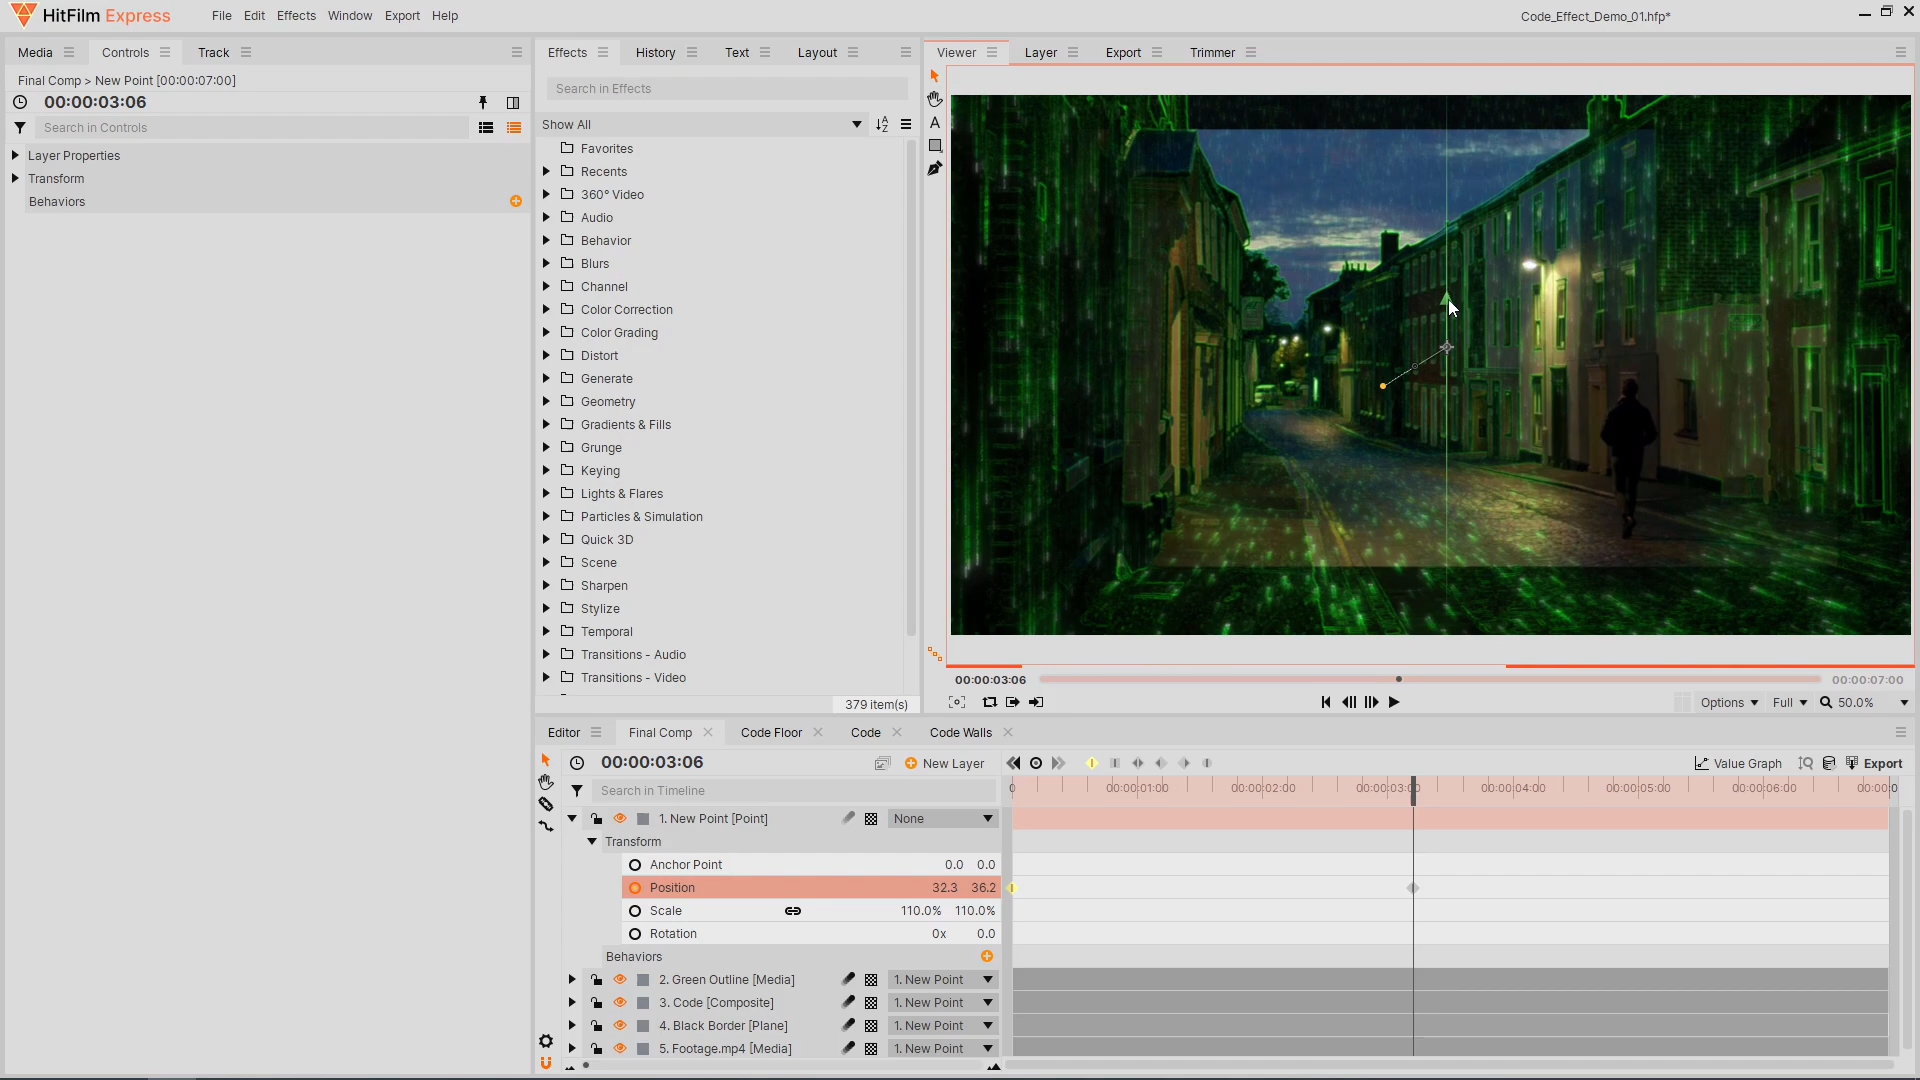 HitFilm Express
File Edit Effects Window Export Help
Code_Effect_Demo_01.hfp*
Media Controls Track
Effects History Text Layout
Viewer Layer Export Trimmer
Final Comp > New Point [00:00:07:00]
00:00:03:06
Search in Controls
Layer Properties
Transform
Behaviors
Search in Effects
Show All
Favorites
Recents
360° Video
Audio
Behavior
Blurs
Channel
Color Correction
Color Grading
Distort
Generate
Geometry
Gradients & Fills
Grunge
Keying
Lights & Flares
Particles & Simulation
Quick 3D
Scene
Sharpen
Stylize
Temporal
Transitions - Audio
Transitions - Video
379 item(s)
A
00:00:03:06
00:00:07:00
Options Full 50.0%
Editor Final Comp Code Floor Code Code Walls
00:00:03:06
New Layer
Value Graph
Export
Search in Timeline
0 00:00:01:00 00:00:02:00 00:00:03:00 00:00:04:00 00:00:05:00 00:00:06:00 00:00:0
1. New Point [Point] None
Transform
Anchor Point 0.0 0.0
Position 32.3 36.2
Scale 110.0% 110.0%
Rotation 0x 0.0
Behaviors
2. Green Outline [Media] 1. New Point
3. Code [Composite] 1. New Point
4. Black Border [Plane] 1. New Point
5. Footage.mp4 [Media] 1. New Point